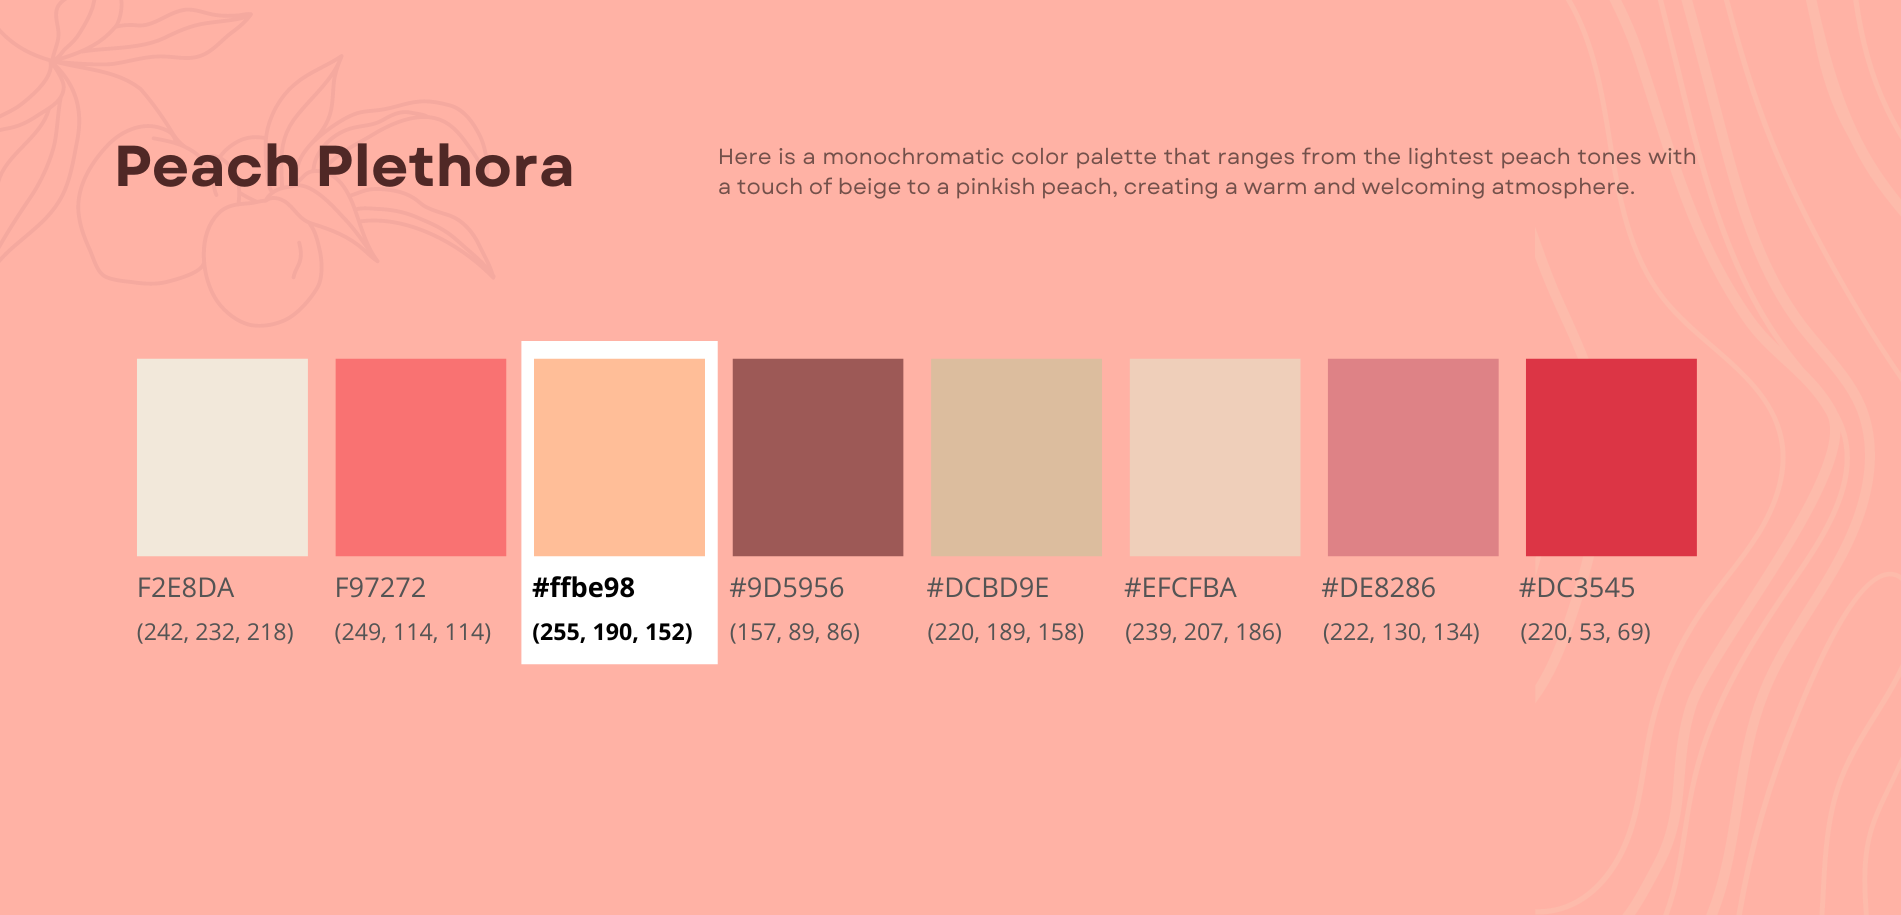 Peach Plethora
Here is a monochromatic color palette that ranges from the lightest peach tones with
a touch of beige to a pinkish peach, creating a warm and welcoming atmosphere.
F2E8DA
(242, 232, 218)
F97272
(249, 114, 114)
#ffbe98
(255, 190, 152)
#9D5956
(157, 89, 86)
#DCBD9E
(220, 189, 158)
#EFCFBA
(239, 207, 186)
#DE8286
(222, 130, 134)
#DC3545
(220, 53, 69)